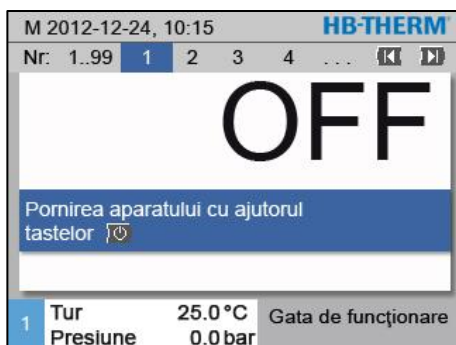 M 2012-12-24, 10:15 HB-THERM
Nr: 1..99 1 2 3 4 ...
OFF
Pornirea aparatului cu ajutorul
tastelor
1 Tur 25.0 °C Gata de funcționare
Presiune 0.0 bar